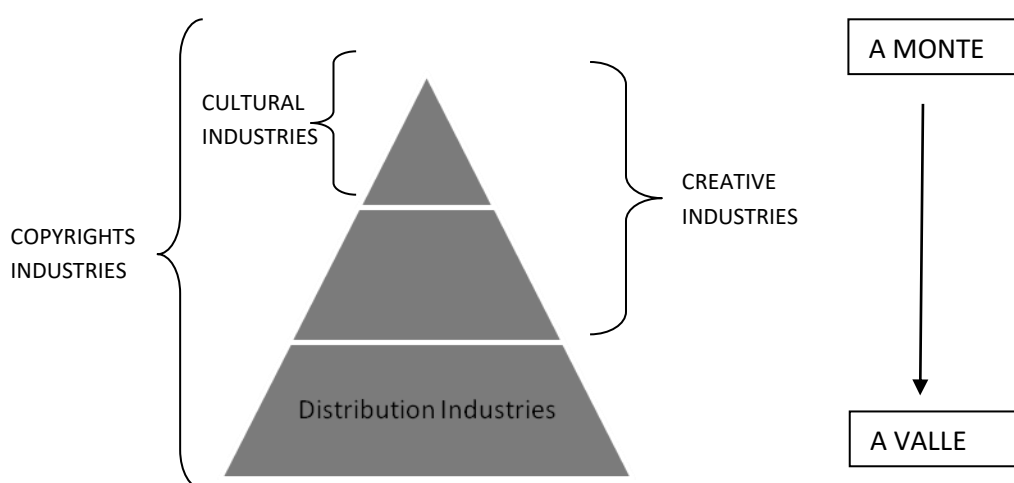 A MONTE
CULTURAL
INDUSTRIES
CREATIVE
INDUSTRIES
COPYRIGHTS
INDUSTRIES
Distribution Industries
A VALLE